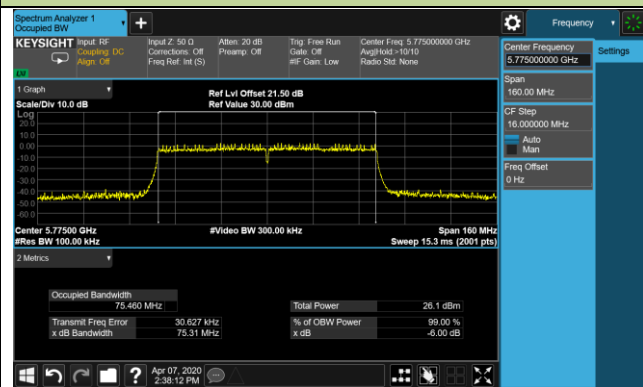 Spectrum Analyzer 1
Occupied BW
Frequency
KEYSIGHT
Input: RF
Coupling: DC
Align: Off
Input Z: 50 Ω
Corrections: Off
Freq Ref: Int (S)
Atten: 20 dB
Preamp: Off
Trig: Free Run
Gate: Off
#IF Gain: Low
Center Freq: 5.775000000 GHz
Avg|Hold:>10/10
Radio Std: None
LXI
Center Frequency
5.775000000 GHz
Settings
Span
160.00 MHz
CF Step
16.000000 MHz
Auto
Man
Freq Offset
0 Hz
1 Graph
Scale/Div 10.0 dB
Ref Lvl Offset 21.50 dB
Ref Value 30.00 dBm
Log
20.0
10.0
0.00
-10.0
-20.0
-30.0
-40.0
-50.0
-60.0
Center 5.77500 GHz
#Video BW 300.00 kHz
Span 160 MHz
#Res BW 100.00 kHz
Sweep 15.3 ms (2001 pts)
2 Metrics
Occupied Bandwidth
75.460 MHz
Total Power 26.1 dBm
Transmit Freq Error 30.627 kHz
% of OBW Power 99.00 %
x dB Bandwidth 75.31 MHz
x dB -6.00 dB
Apr 07, 2020
2:38:12 PM